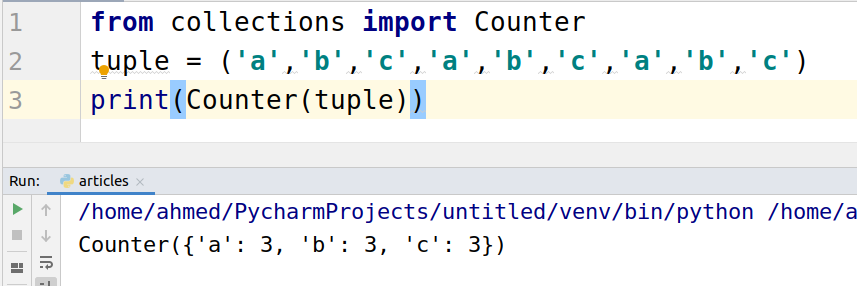 1 from collections import Counter
2 tuple = ('a','b','c','a','b','c','a','b','c')
3 print(Counter(tuple))
Run: articles ×
/home/ahmed/PycharmProjects/untitled/venv/bin/python /home/a
Counter({'a': 3, 'b': 3, 'c': 3})